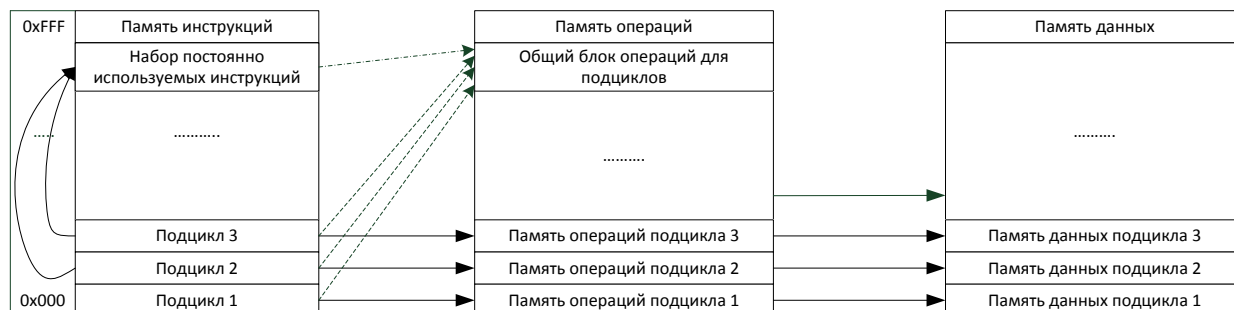 0xFFF
Память инструкций
Память операций
Память данных
Набор постоянно
используемых инструкций
Общий блок операций для
подциклов
.....
...........
..........
..........
Подцикл 3
Память операций подцикла 3
Память данных подцикла 3
Подцикл 2
Память операций подцикла 2
Память данных подцикла 2
0x000
Подцикл 1
Память операций подцикла 1
Память данных подцикла 1